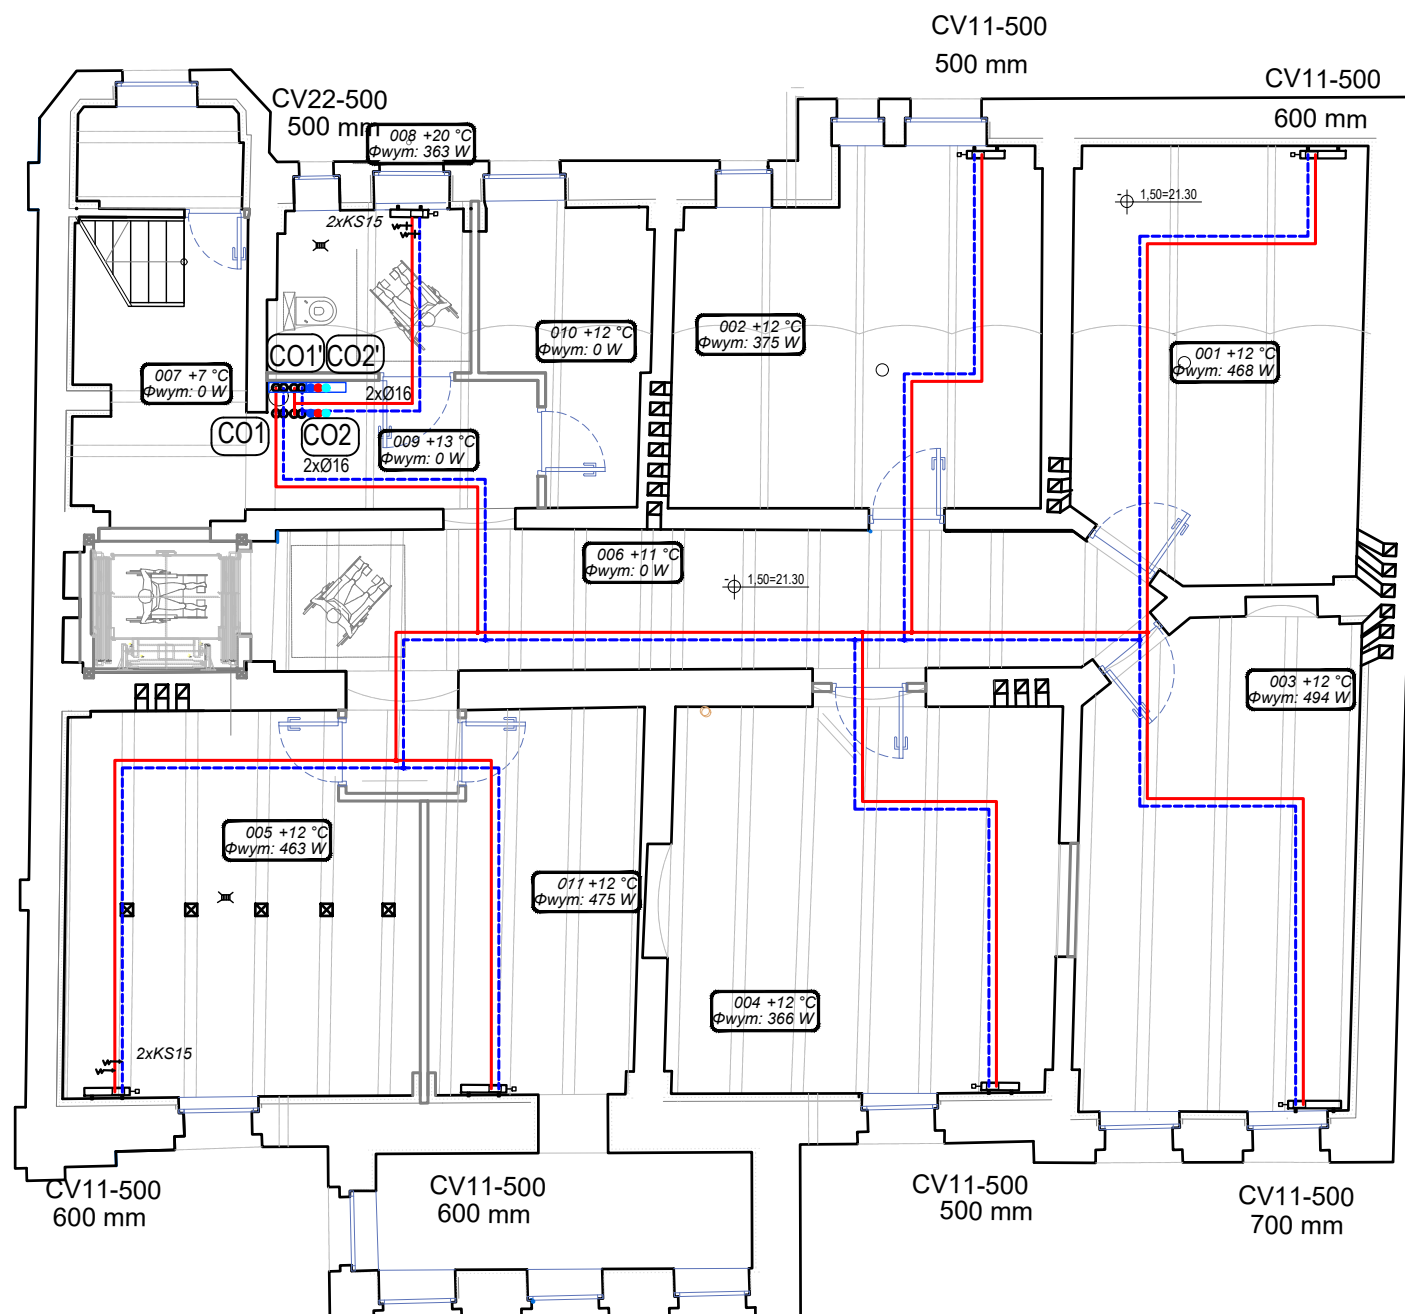 CV11-500
500 mm
CV11-500
600 mm
CV22-500
500 mm
008 +20 °C
Φwym: 363 W
2xKS15
1,50=21.30
010 +12 °C
Φwym: 0 W
002 +12 °C
Φwym: 375 W
001 +12 °C
Φwym: 468 W
CO1' CO2'
007 +7 °C
Φwym: 0 W
2xØ16
CO1 CO2
2xØ16
009 +13 °C
Φwym: 0 W
006 +11 °C
Φwym: 0 W
1,50=21.30
003 +12 °C
Φwym: 494 W
005 +12 °C
Φwym: 463 W
011 +12 °C
Φwym: 475 W
004 +12 °C
Φwym: 366 W
2xKS15
CV11-500
600 mm
CV11-500
600 mm
CV11-500
500 mm
CV11-500
700 mm